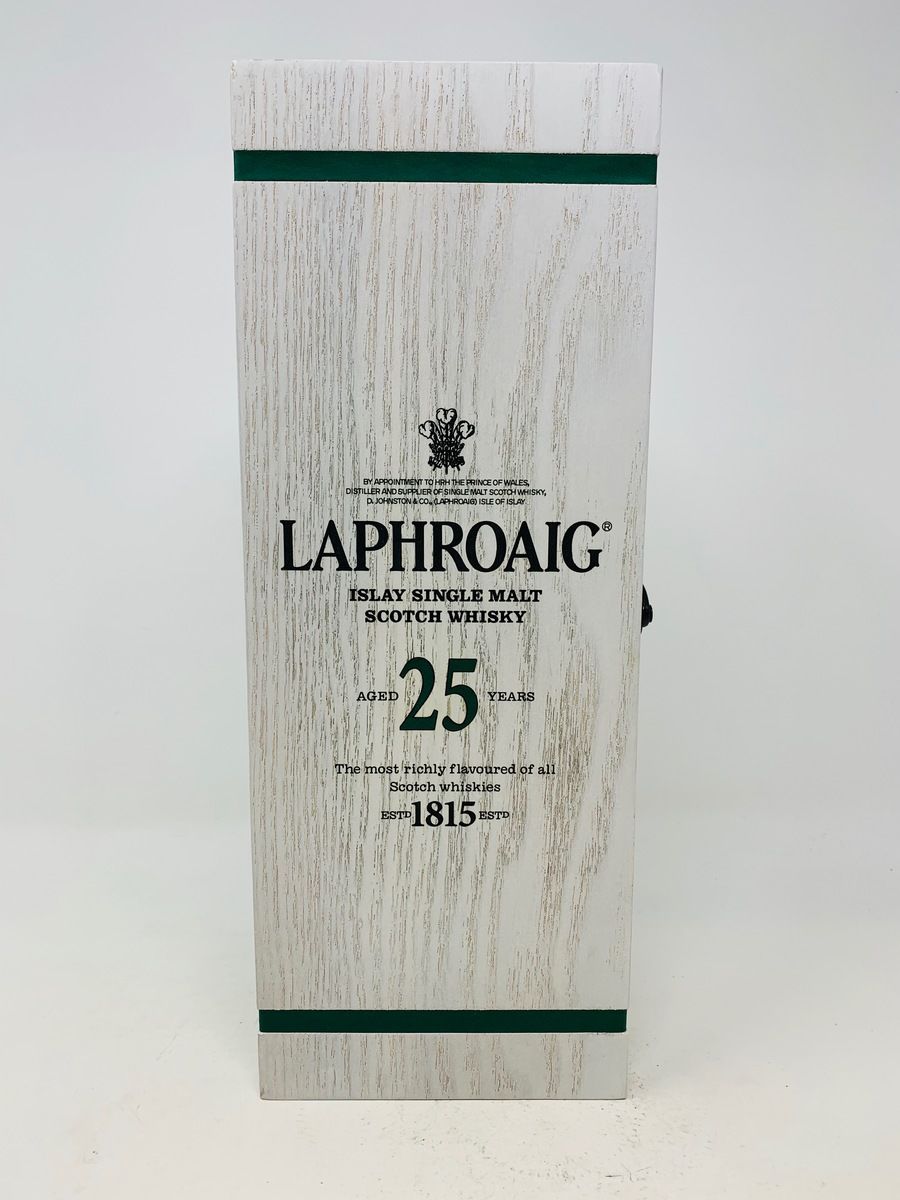 BY APPOINTMENT TO HRH THE PRINCE OF WALES,
DISTILLER AND SUPPLIER OF SINGLE MALT SCOTCH WHISKY,
D. JOHNSTON & CO., (LAPHROAIG) ISLE OF ISLAY
LAPHROAIG®
ISLAY SINGLE MALT
SCOTCH WHISKY
AGED 25 YEARS
The most richly flavoured of all
Scotch whiskies
ESTD 1815 ESTD